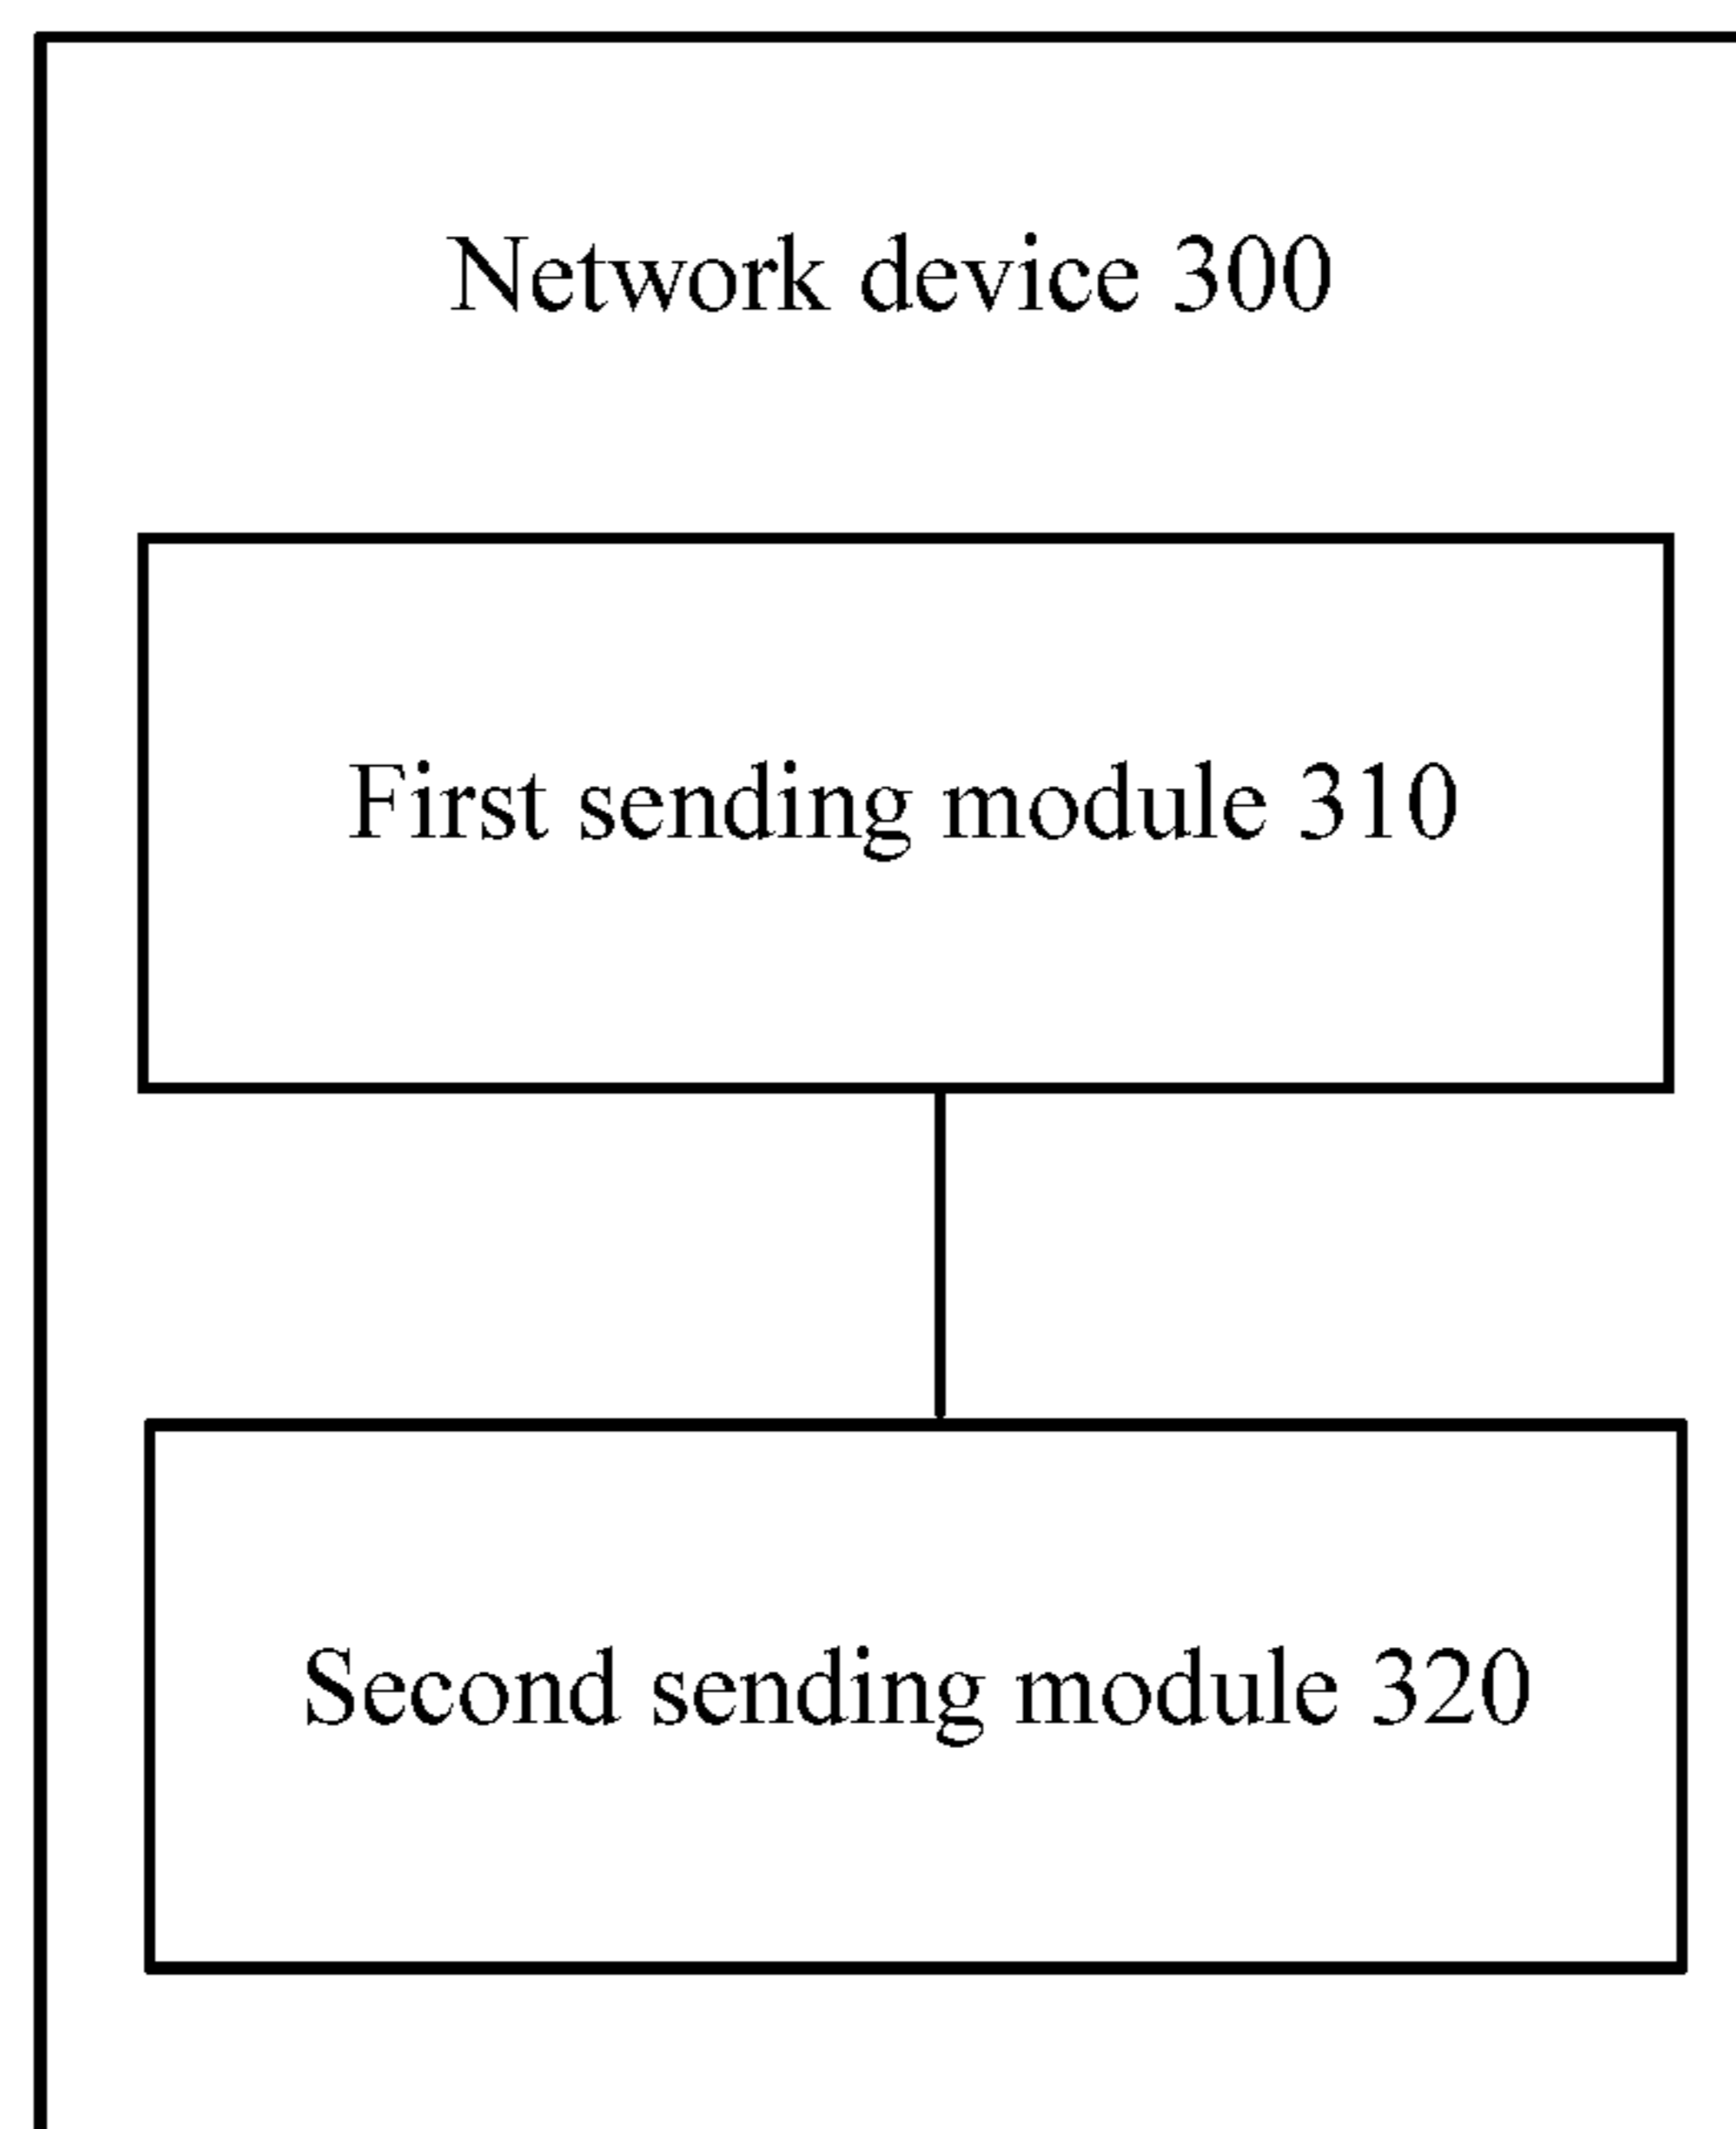 Network device 300
First sending module 310
Second sending module 320